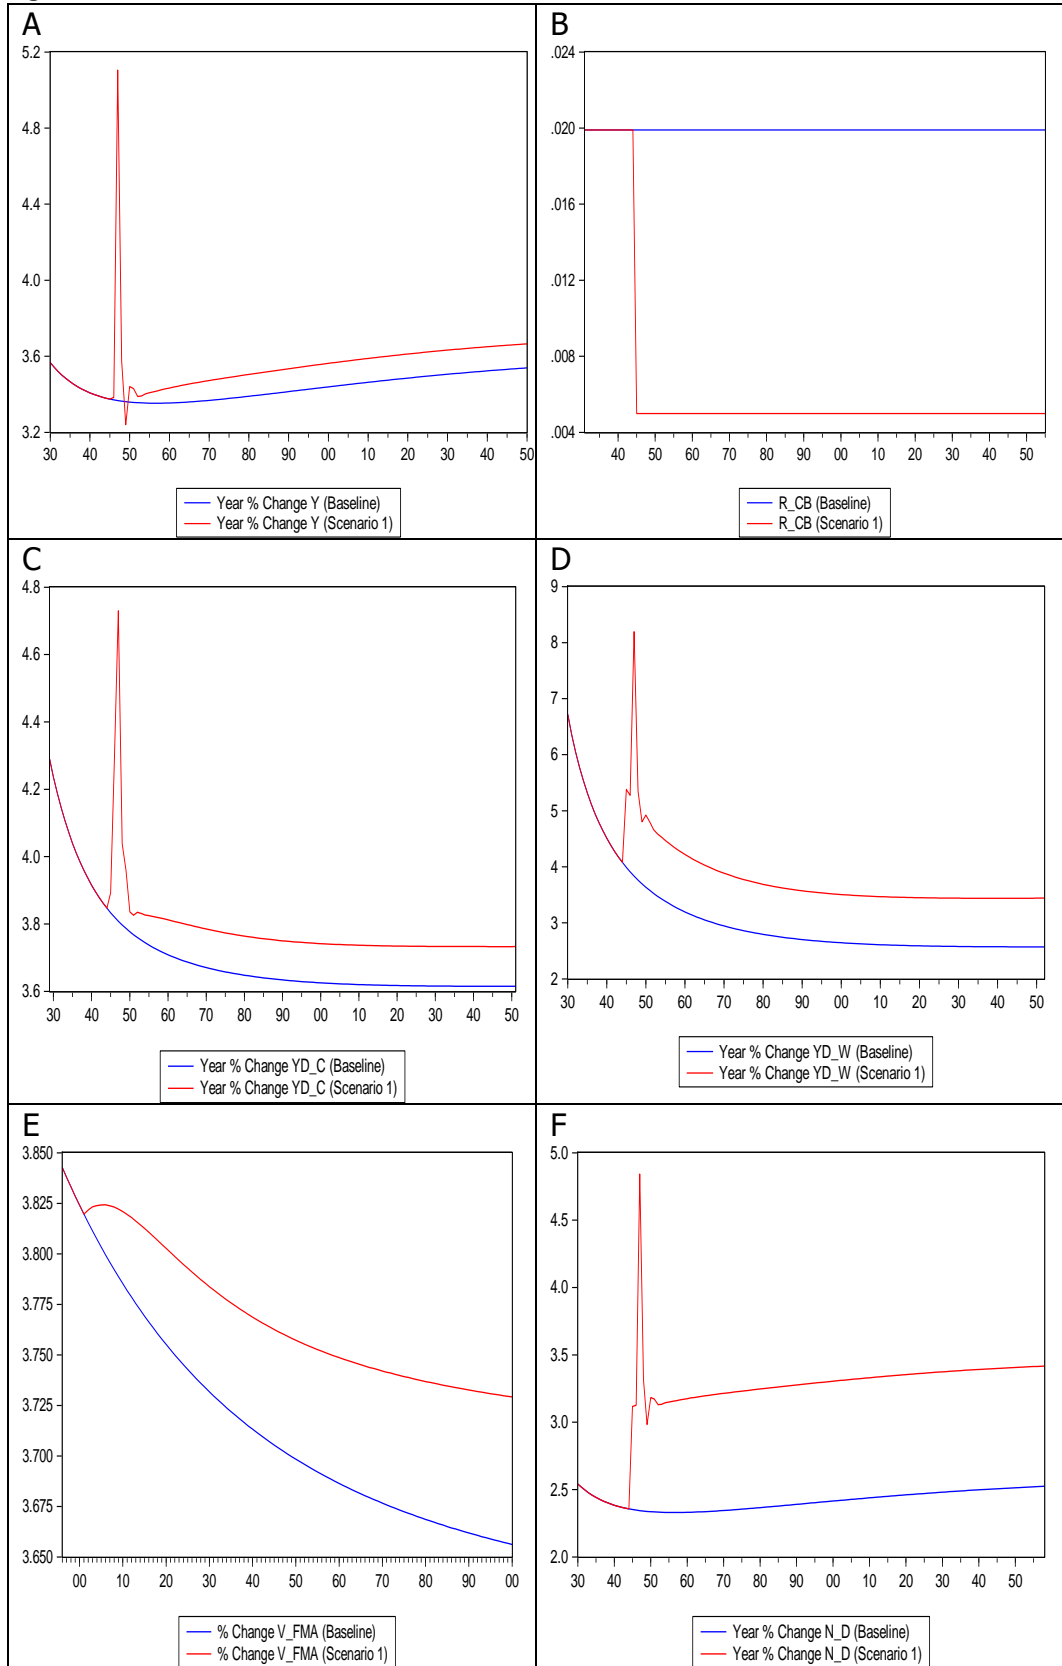 A
5.2
4.8
4.4
4.0
3.6
3.2
30 40 50 60 70 80 90 00 10 20 30 40 50
Year % Change Y (Baseline)
Year % Change Y (Scenario 1)
B
.024
.020
.016
.012
.008
.004
40 50 60 70 80 90 00 10 20 30 40 50
R_CB (Baseline)
R_CB (Scenario 1)
C
4.8
4.6
4.4
4.2
4.0
3.8
3.6
30 40 50 60 70 80 90 00 10 20 30 40 50
Year % Change YD_C (Baseline)
Year % Change YD_C (Scenario 1)
D
9
8
7
6
5
4
3
2
30 40 50 60 70 80 90 00 10 20 30 40 50
Year % Change YD_W (Baseline)
Year % Change YD_W (Scenario 1)
E
3.850
3.825
3.800
3.775
3.750
3.725
3.700
3.675
3.650
00 10 20 30 40 50 60 70 80 90 00
% Change V_FMA (Baseline)
% Change V_FMA (Scenario 1)
F
5.0
4.5
4.0
3.5
3.0
2.5
2.0
30 40 50 60 70 80 90 00 10 20 30 40 50
Year % Change N_D (Baseline)
Year % Change N_D (Scenario 1)